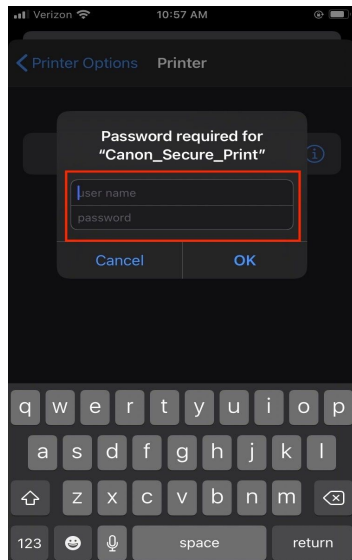 Verizon 10:57 AM
Printer Options Printer
Password required for
“Canon_Secure_Print”
user name
password
Cancel OK
q w e r t y u i o p
a s d f g h j k l
z x c v b n m
123 space return